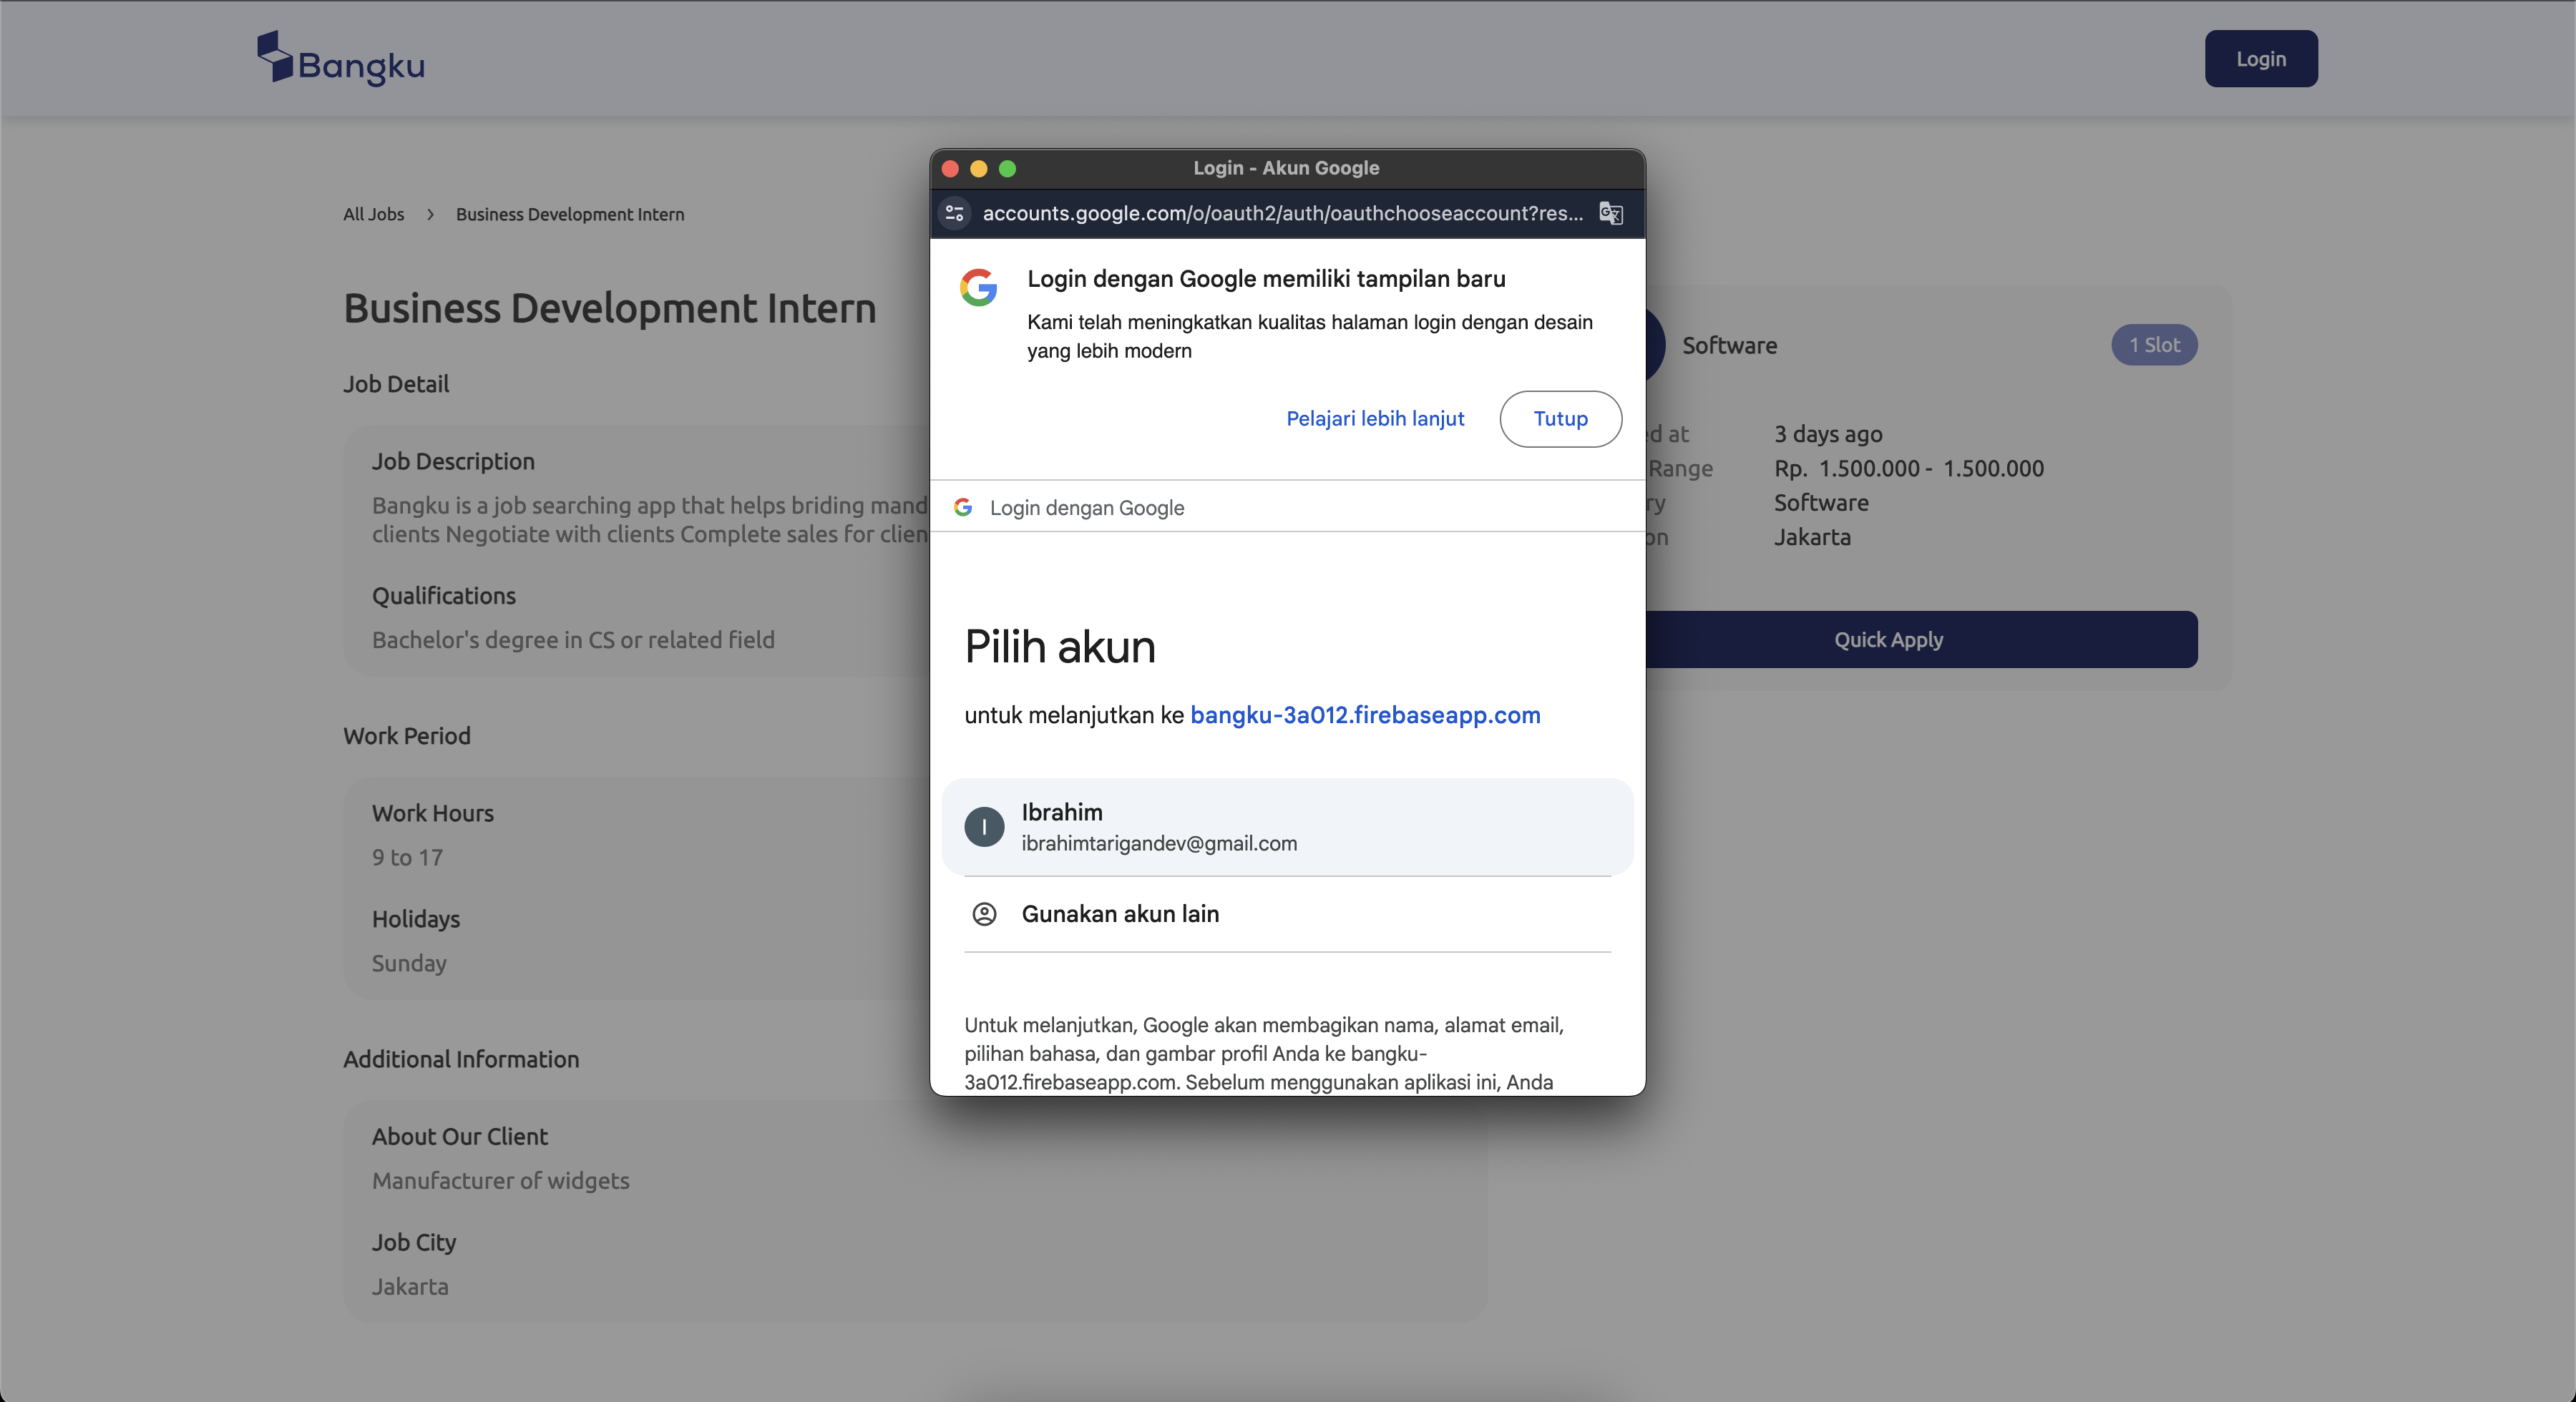 Bangku
Login
All Jobs > Business Development Intern
Business Development Intern
Job Detail
Job Description
Bangku is a job searching app that helps briding mand
clients Negotiate with clients Complete sales for clien
Qualifications
Bachelor's degree in CS or related field
Work Period
Work Hours
9 to 17
Holidays
Sunday
Additional Information
About Our Client
Manufacturer of widgets
Job City
Jakarta
Login - Akun Google
accounts.google.com/o/oauth2/auth/oauthchooseaccount?res...
Login dengan Google memiliki tampilan baru
Kami telah meningkatkan kualitas halaman login dengan desain
yang lebih modern
Pelajari lebih lanjut
Tutup
Login dengan Google
Pilih akun
untuk melanjutkan ke bangku-3a012.firebaseapp.com
I
Ibrahim
ibrahimtarigandev@gmail.com
Gunakan akun lain
Untuk melanjutkan, Google akan membagikan nama, alamat email,
pilihan bahasa, dan gambar profil Anda ke bangku-
3a012.firebaseapp.com. Sebelum menggunakan aplikasi ini, Anda
Software
1 Slot
d at 3 days ago
Range Rp. 1.500.000 - 1.500.000
ry Software
on Jakarta
Quick Apply